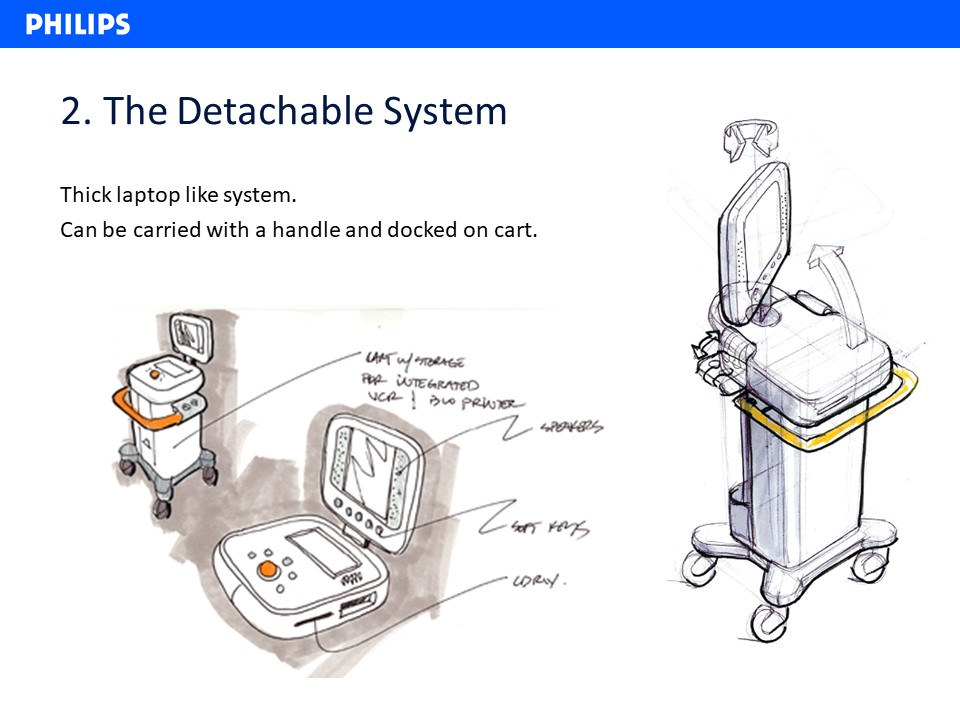 PHILIPS
2. The Detachable System
Thick laptop like system.
Can be carried with a handle and docked on cart.
CART W/ STORAGE
FOR INTEGRATED
VCR / B/W PRINTER
SPEAKERS
SOFT KEYS